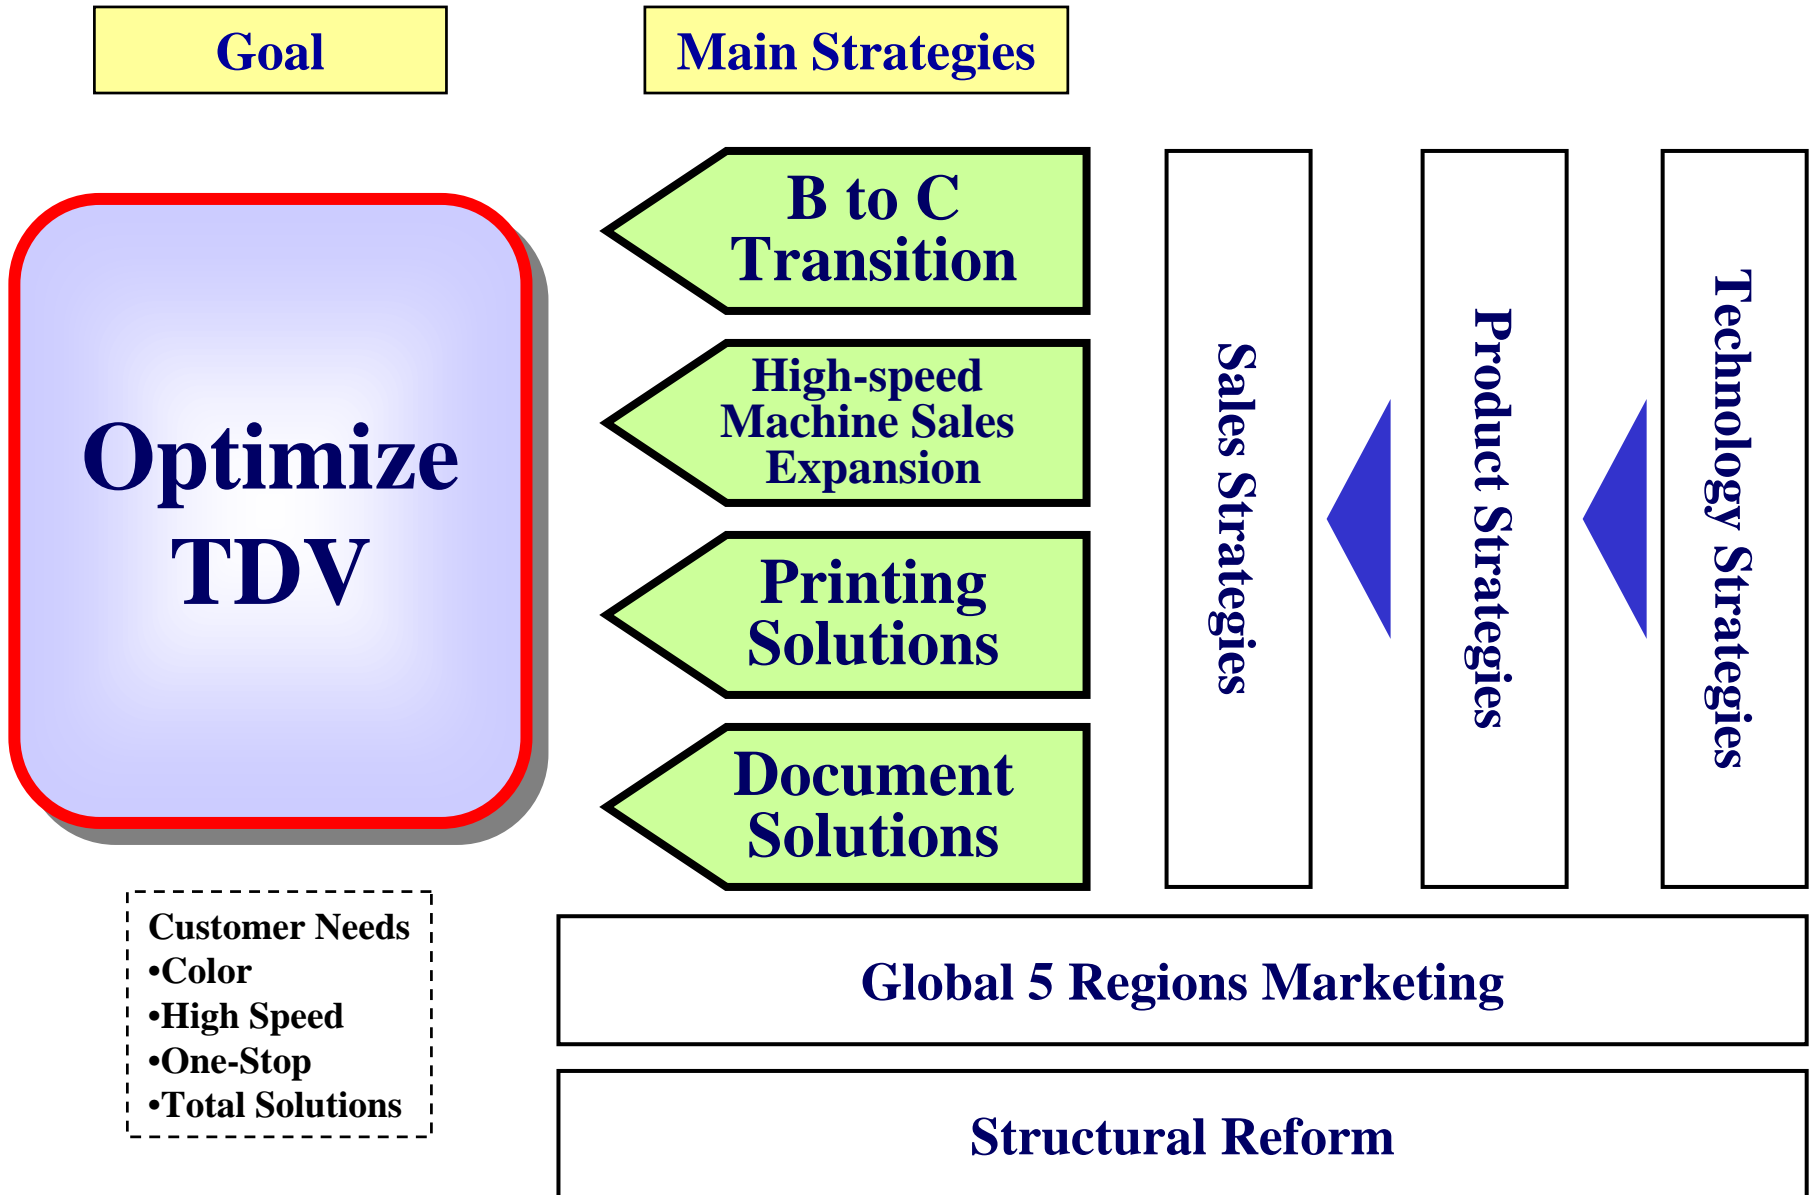 Goal
Main Strategies
Optimize
TDV
B to C
Transition
High-speed
Machine Sales
Expansion
Printing
Solutions
Document
Solutions
Sales Strategies
Product Strategies
Technology Strategies
Customer Needs
•Color
•High Speed
•One-Stop
•Total Solutions
Global 5 Regions Marketing
Structural Reform